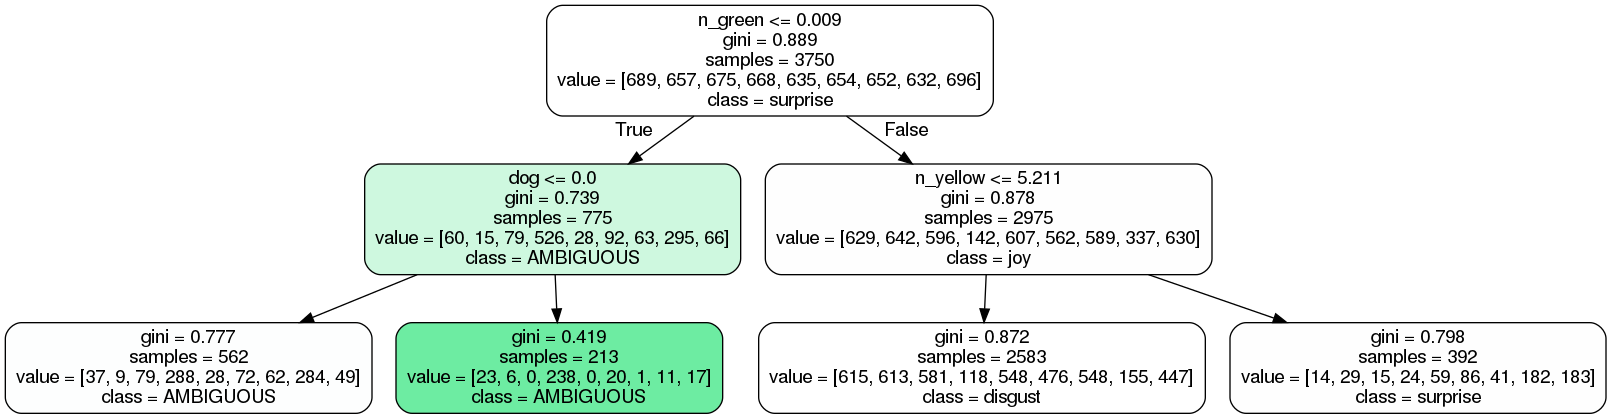 n_green <= 0.009
gini = 0.889
samples = 3750
value = [689, 657, 675, 668, 635, 654, 652, 632, 696]
class = surprise
True
False
dog <= 0.0
gini = 0.739
samples = 775
value = [60, 15, 79, 526, 28, 92, 63, 295, 66]
class = AMBIGUOUS
n_yellow <= 5.211
gini = 0.878
samples = 2975
value = [629, 642, 596, 142, 607, 562, 589, 337, 630]
class = joy
gini = 0.777
samples = 562
value = [37, 9, 79, 288, 28, 72, 62, 284, 49]
class = AMBIGUOUS
gini = 0.419
samples = 213
value = [23, 6, 0, 238, 0, 20, 1, 11, 17]
class = AMBIGUOUS
gini = 0.872
samples = 2583
value = [615, 613, 581, 118, 548, 476, 548, 155, 447]
class = disgust
gini = 0.798
samples = 392
value = [14, 29, 15, 24, 59, 86, 41, 182, 183]
class = surprise